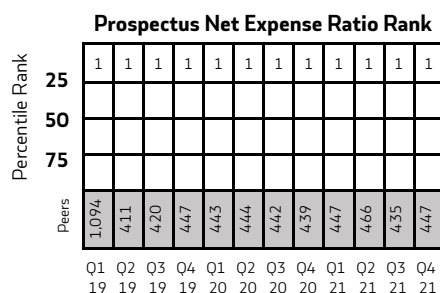 Prospectus Net Expense Ratio Rank
Percentile Rank
1 1 1 1 1 1 1 1 1 1 1 1
25
50
75
Peers
1,094 411 420 447 443 444 442 439 447 466 435 447
Q1 Q2 Q3 Q4 Q1 Q2 Q3 Q4 Q1 Q2 Q3 Q4
19 19 19 19 20 20 20 20 21 21 21 21